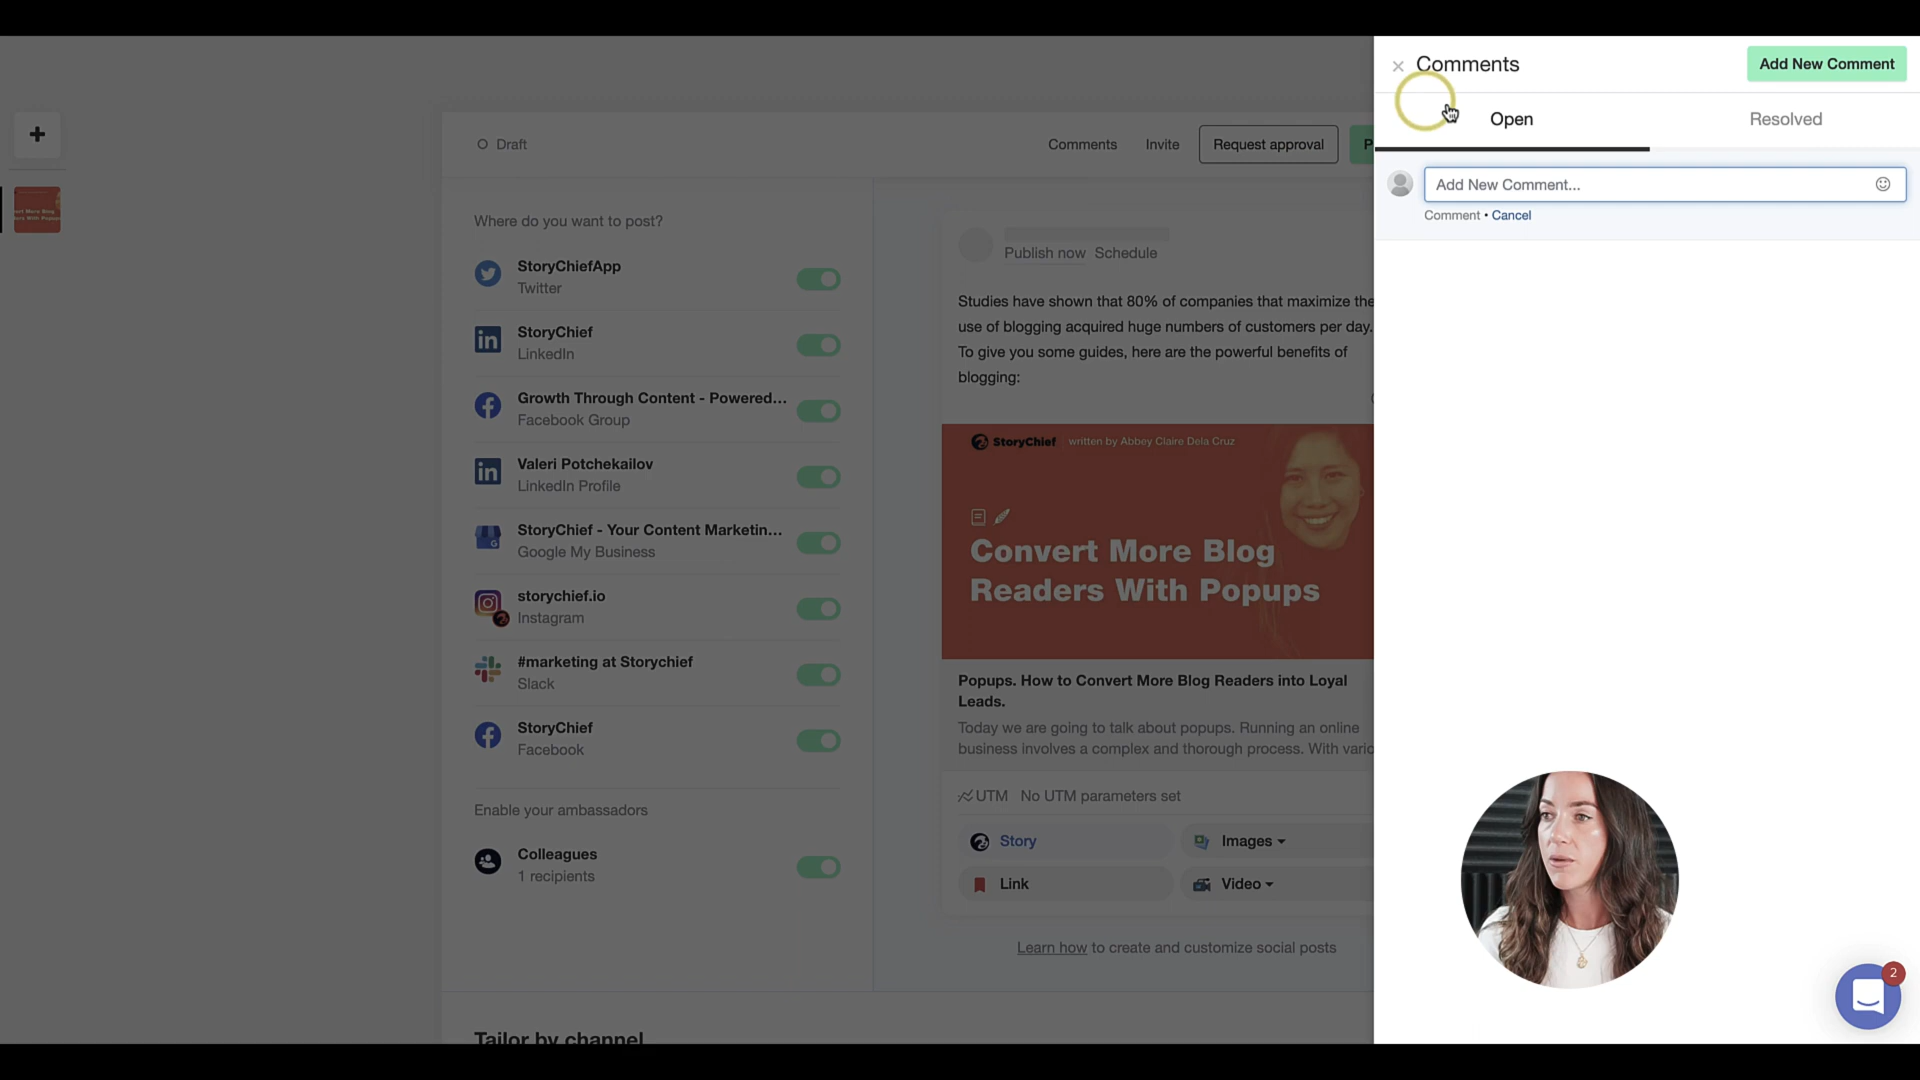 Comments
Add New Comment
Open
Resolved
Add New Comment...
Comment • Cancel
Draft
Comments
Invite
Request approval
P
Where do you want to post?
StoryChiefApp
Twitter
StoryChief
LinkedIn
Growth Through Content - Powered...
Facebook Group
Valeri Potchekailov
LinkedIn Profile
StoryChief - Your Content Marketin...
Google My Business
storychief.io
Instagram
#marketing at Storychief
Slack
StoryChief
Facebook
Enable your ambassadors
Colleagues
1 recipients
Publish now Schedule
Studies have shown that 80% of companies that maximize the
use of blogging acquired huge numbers of customers per day.
To give you some guides, here are the powerful benefits of
blogging:
StoryChief written by Abbey Claire Dela Cruz
Convert More Blog
Readers With Popups
Popups. How to Convert More Blog Readers into Loyal
Leads.
Today we are going to talk about popups. Running an online
business involves a complex and thorough process. With vario
UTM No UTM parameters set
Story
Images
Link
Video
Learn how to create and customize social posts
Tailor by channel
2